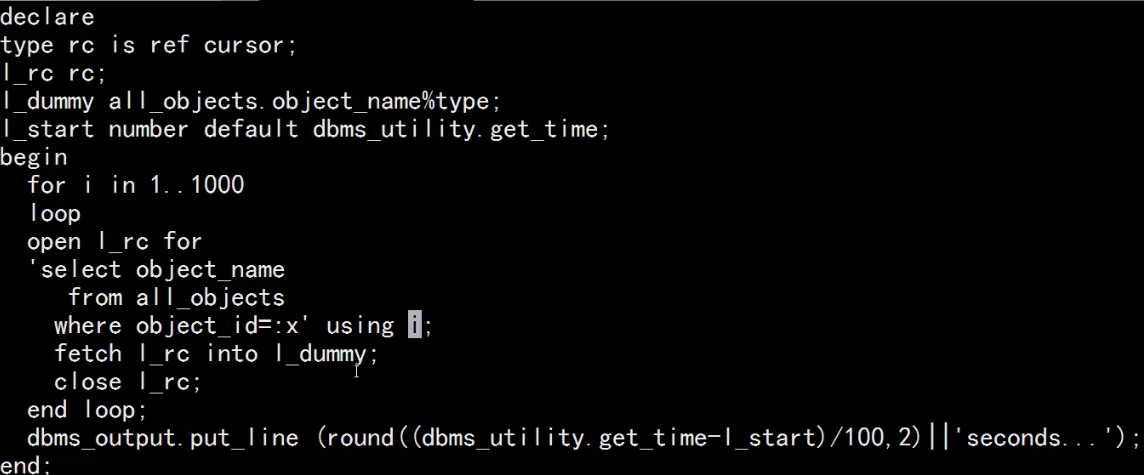 declare
type rc is ref cursor;
l_rc rc;
l_dummy all_objects.object_name%type;
l_start number default dbms_utility.get_time;
begin
  for i in 1..1000
  loop
  open l_rc for
  'select object_name
     from all_objects
    where object_id=:x' using i;
    fetch l_rc into l_dummy;
    close l_rc;
  end loop;
  dbms_output.put_line (round((dbms_utility.get_time-l_start)/100,2)||'seconds...');
end;